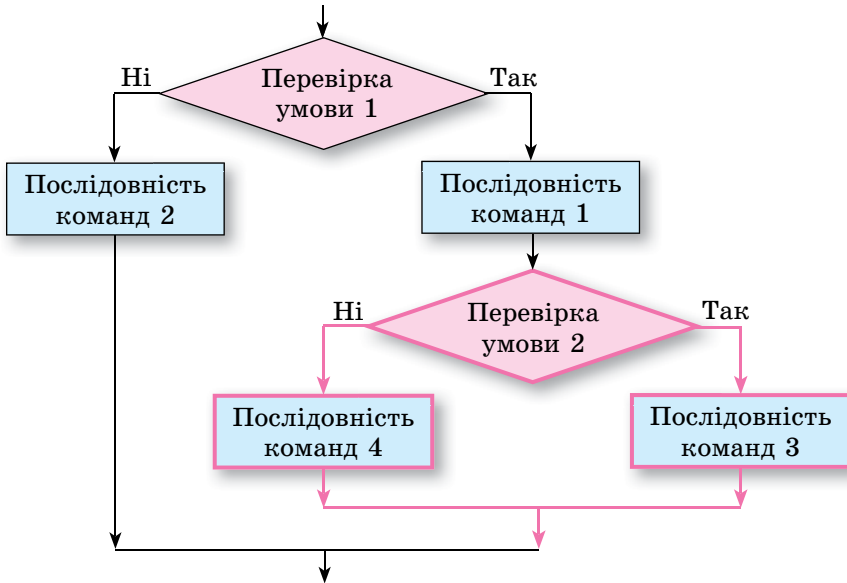 Ні
Перевірка
умови 1
Так
Послідовність
команд 2
Послідовність
команд 1
Ні
Перевірка
умови 2
Так
Послідовність
команд 4
Послідовність
команд 3